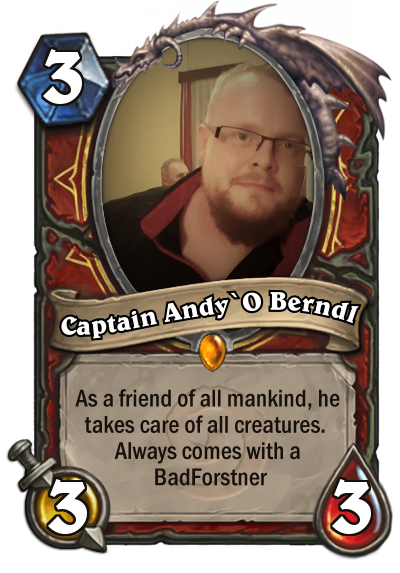 3
Captain Andy`O Berndl
As a friend of all mankind, he
takes care of all creatures.
Always comes with a
BadForstner
3
3